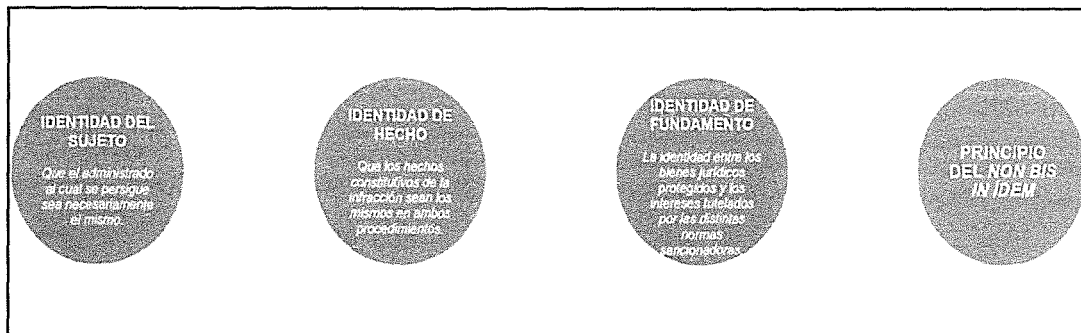 IDENTIDAD DEL
SUJETO
Que el administrado
al cual se persigue
sea necesariamente
el mismo.
IDENTIDAD DE
HECHO
Que los hechos
constitutivos de la
infracción sean los
mismos en ambos
procedimientos.
IDENTIDAD DE
FUNDAMENTO
La identidad entre los
bienes jurídicos
protegidos y los
intereses tutelados
por las distintas
normas
sancionadoras.
PRINCIPIO
DEL NON BIS
IN IDEM